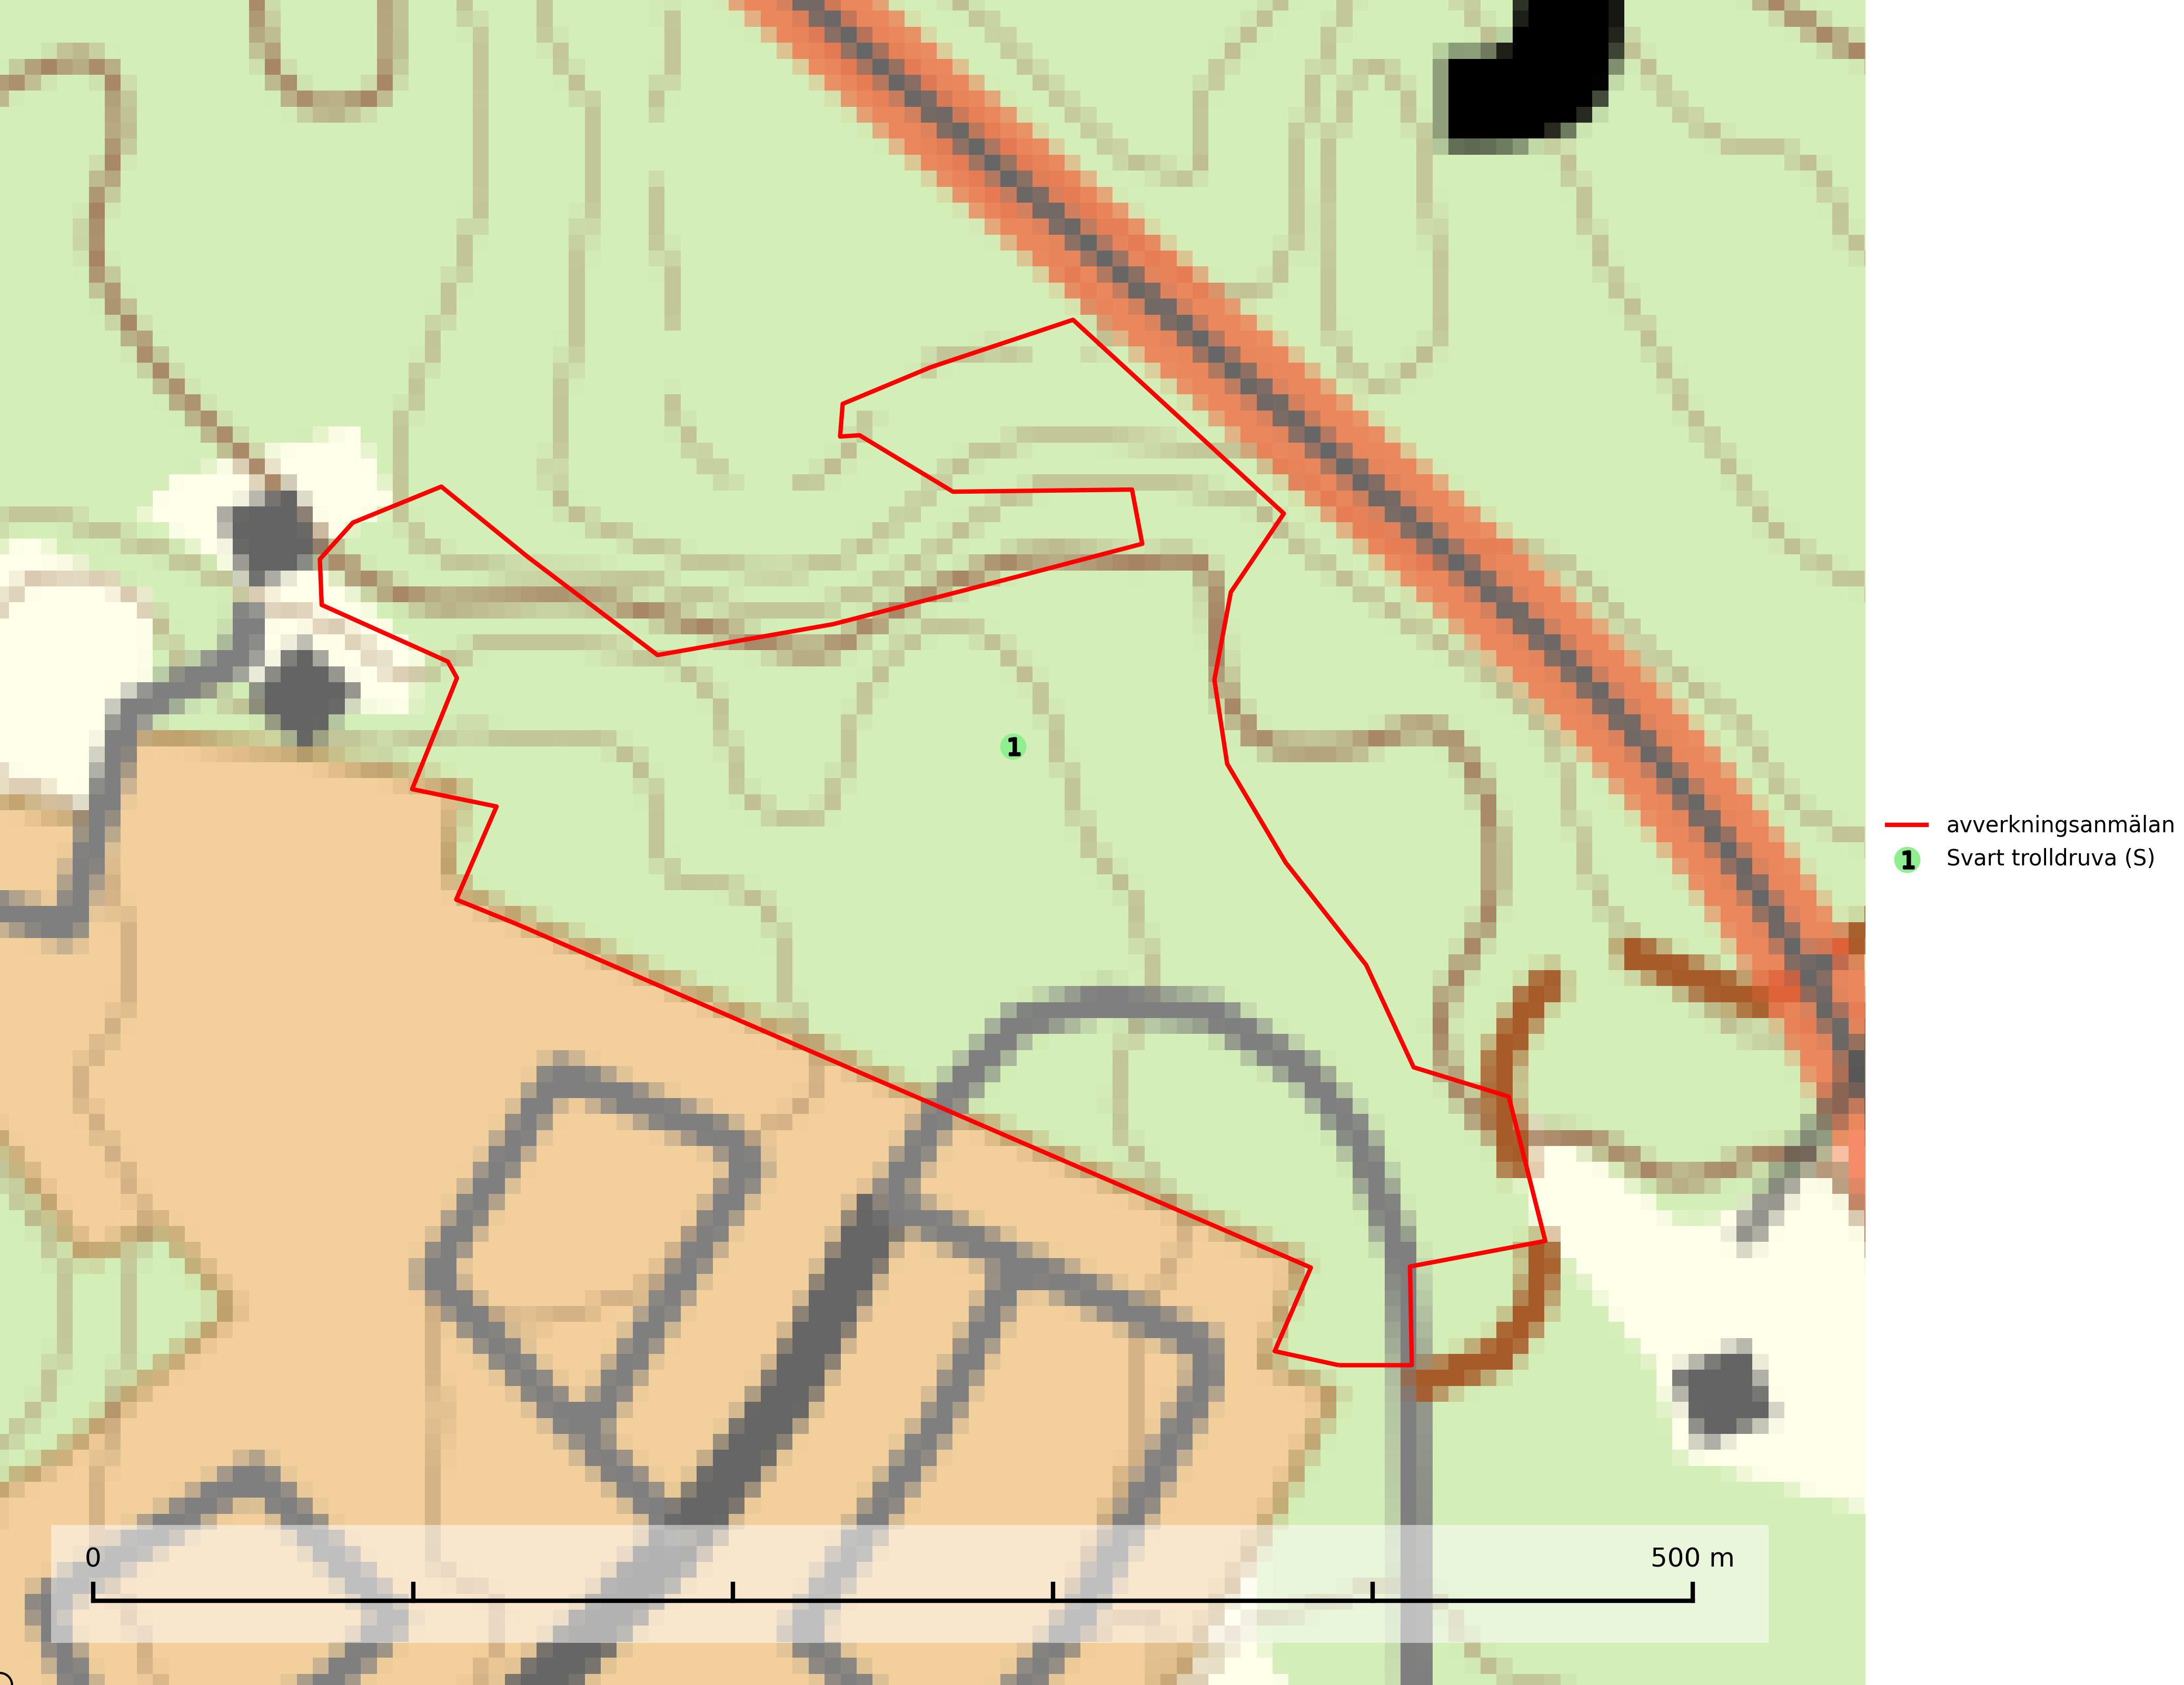 1
avverkningsanmälan
1 Svart trolldruva (S)
0 500 m